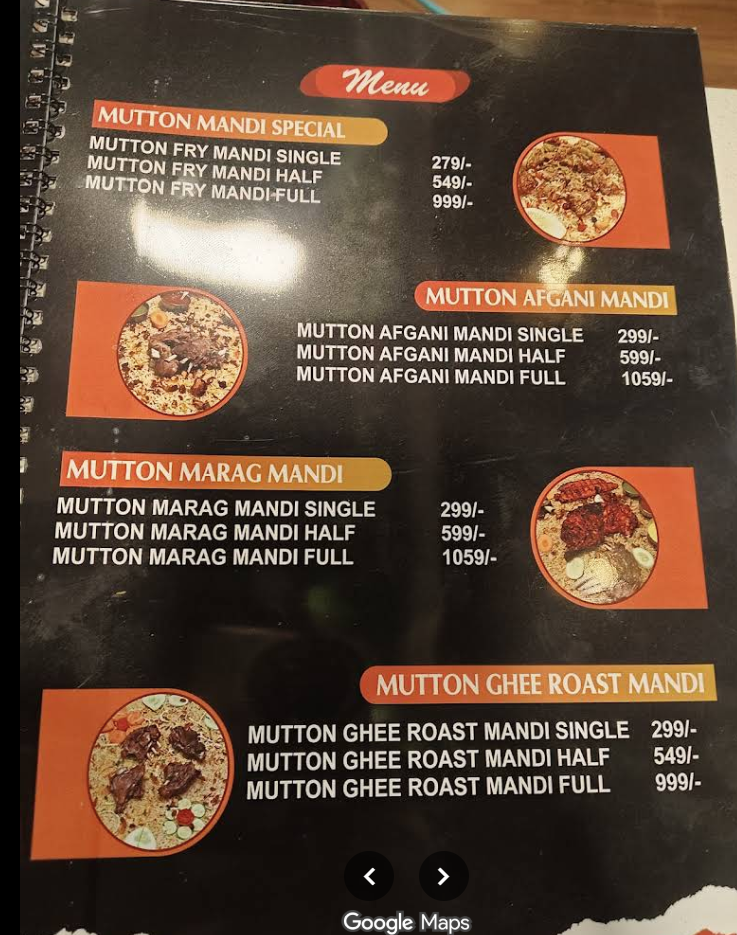 Menu
MUTTON MANDI SPECIAL
MUTTON FRY MANDI SINGLE 279/-
MUTTON FRY MANDI HALF 549/-
MUTTON FRY MANDI FULL 999/-
MUTTON AFGANI MANDI
MUTTON AFGANI MANDI SINGLE 299/-
MUTTON AFGANI MANDI HALF 599/-
MUTTON AFGANI MANDI FULL 1059/-
MUTTON MARAG MANDI
MUTTON MARAG MANDI SINGLE 299/-
MUTTON MARAG MANDI HALF 599/-
MUTTON MARAG MANDI FULL 1059/-
MUTTON GHEE ROAST MANDI
MUTTON GHEE ROAST MANDI SINGLE 299/-
MUTTON GHEE ROAST MANDI HALF 549/-
MUTTON GHEE ROAST MANDI FULL 999/-
Google Maps